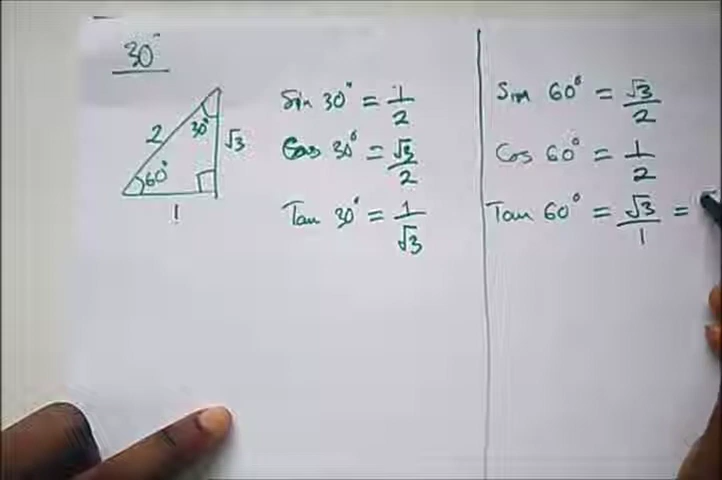 30°
2
30°
√3
60°
1
Sin 30° = 1/2
Cos 30° = √3/2
Tan 30° = 1/√3
Sin 60° = √3/2
Cos 60° = 1/2
Tan 60° = √3/1 =